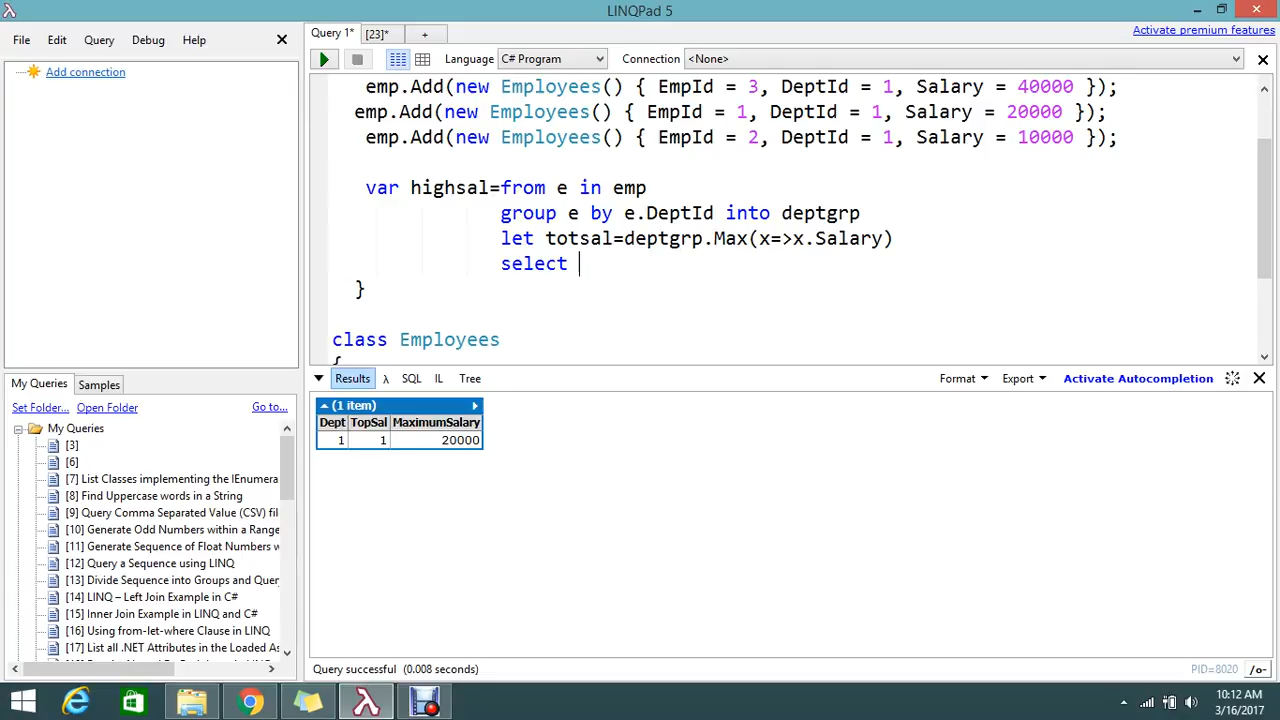 LINQPad 5
Query 1*
[23]*
+
Activate premium features
File Edit Query Debug Help
Language C# Program Connection <None>
Add connection
emp.Add(new Employees() { EmpId = 3, DeptId = 1, Salary = 40000 });
emp.Add(new Employees() { EmpId = 1, DeptId = 1, Salary = 20000 });
emp.Add(new Employees() { EmpId = 2, DeptId = 1, Salary = 10000 });
var highsal=from e in emp
group e by e.DeptId into deptgrp
let totsal=deptgrp.Max(x=>x.Salary)
select
}
class Employees
{
My Queries Samples
Set Folder... Open Folder Go to...
My Queries
[3]
[6]
[7] List Classes implementing the IEnumera
[8] Find Uppercase words in a String
[9] Query Comma Separated Value (CSV) fil
[10] Generate Odd Numbers within a Range
[11] Generate Sequence of Float Numbers w
[12] Query a Sequence using LINQ
[13] Divide Sequence into Groups and Query
[14] LINQ – Left Join Example in C#
[15] Inner Join Example in LINQ and C#
[16] Using from-let-where Clause in LINQ
[17] List all .NET Attributes in the Loaded As
Results λ SQL IL Tree
Format Export Activate Autocompletion
(1 item)
Dept TopSal MaximumSalary
1 1 20000
Query successful (0.008 seconds)
PID=8020 /o-
10:12 AM
3/16/2017